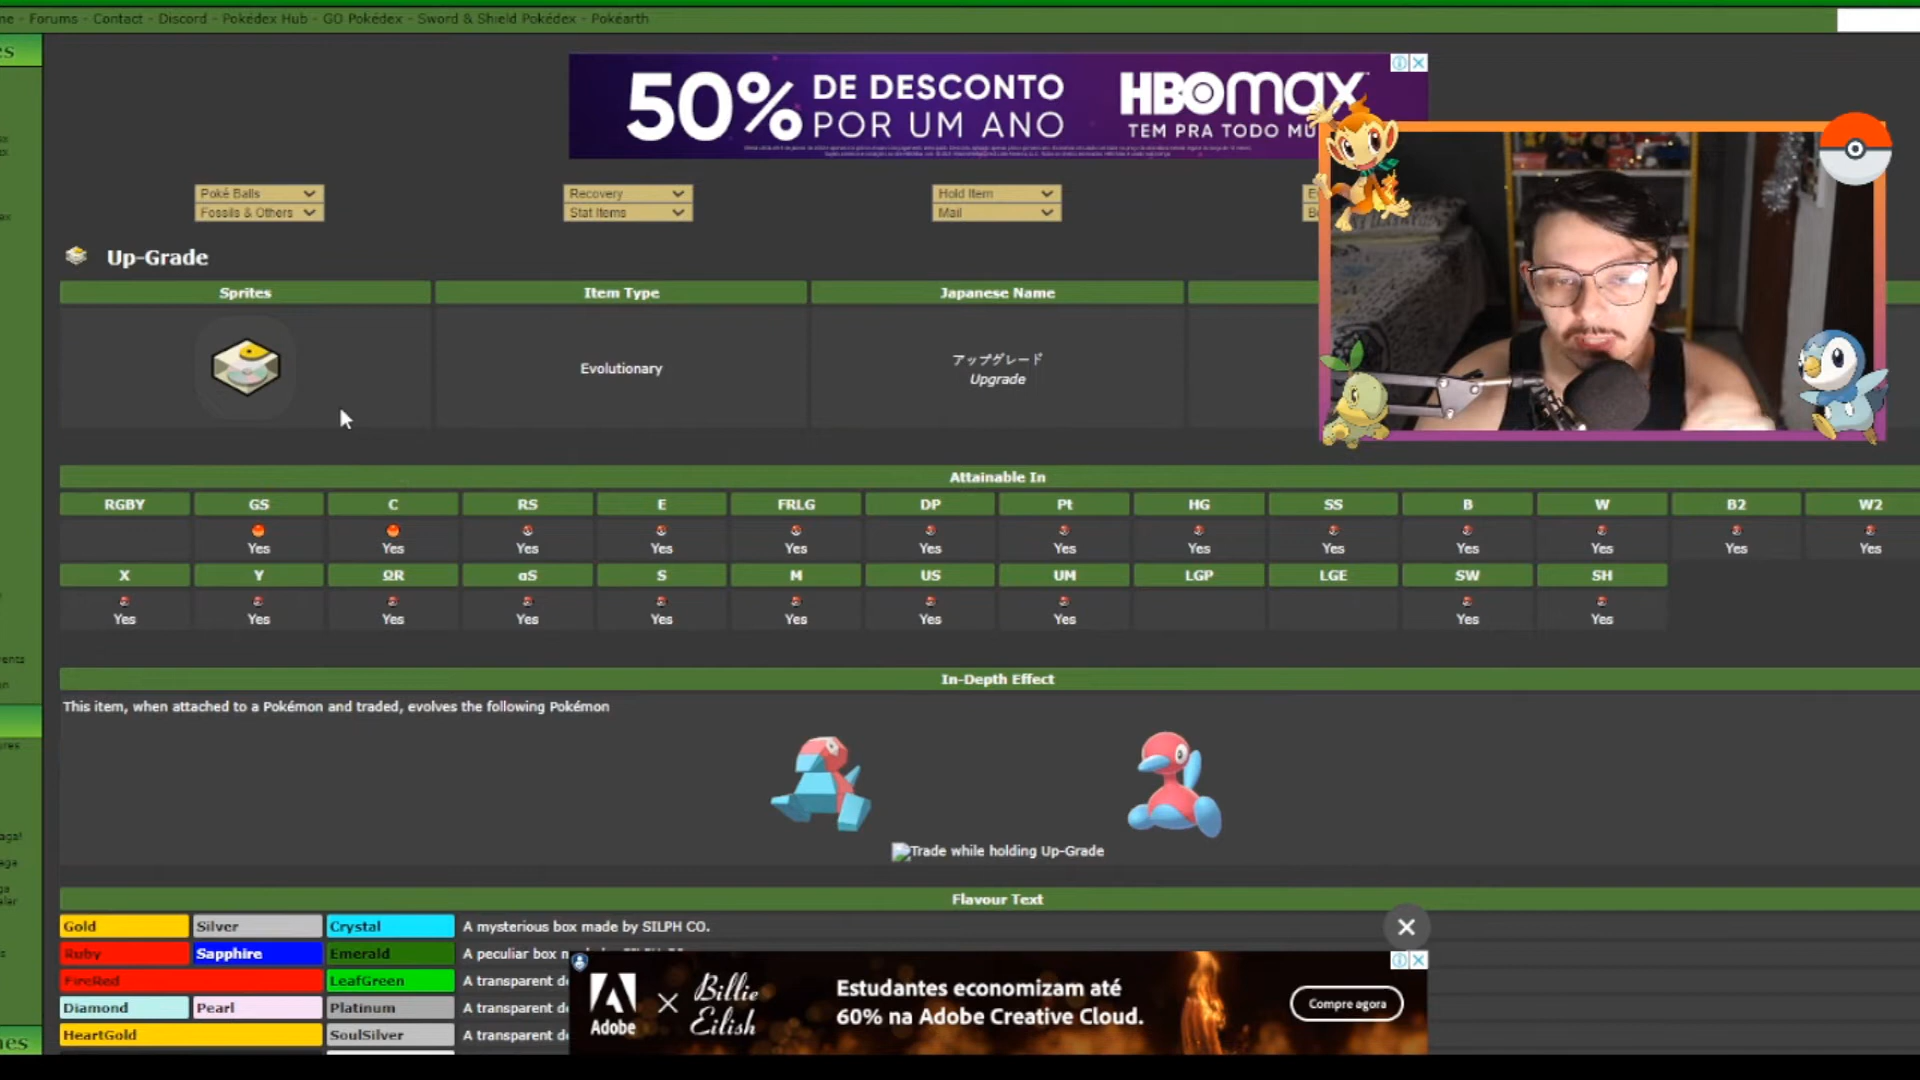 Forums - Contact - Discord - Pokédex Hub - GO Pokédex - Sword & Shield Pokédex - Pokéarth
50% DE DESCONTO POR UM ANO
HBOMAX
TEM PRA TODO MU
Poké Balls
Fossils & Others
Recovery
Stat Items
Hold Item
Mail
Up-Grade
Sprites Item Type Japanese Name
Evolutionary
アップグレード
Upgrade
Attainable In
RGBY GS C RS E FRLG DP Pt HG SS B W B2 W2
Yes Yes Yes Yes Yes Yes Yes Yes Yes Yes Yes Yes Yes
X Y ΩR αS S M US UM LGP LGE SW SH
Yes Yes Yes Yes Yes Yes Yes Yes Yes Yes
In-Depth Effect
This item, when attached to a Pokémon and traded, evolves the following Pokémon
Trade while holding Up-Grade
Flavour Text
Gold Silver Crystal A mysterious box made by SILPH CO.
Ruby Sapphire Emerald A peculiar box
FireRed LeafGreen A transparent
Diamond Pearl Platinum A transparent
HeartGold SoulSilver A transparent
Adobe × Billie Eilish
Estudantes economizam até
60% na Adobe Creative Cloud.
Compre agora